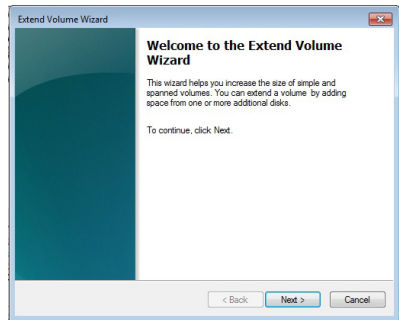 Extend Volume Wizard
Welcome to the Extend Volume
Wizard
This wizard helps you increase the size of simple and
spanned volumes. You can extend a volume by adding
space from one or more additional disks.
To continue, click Next.
< Back Next > Cancel